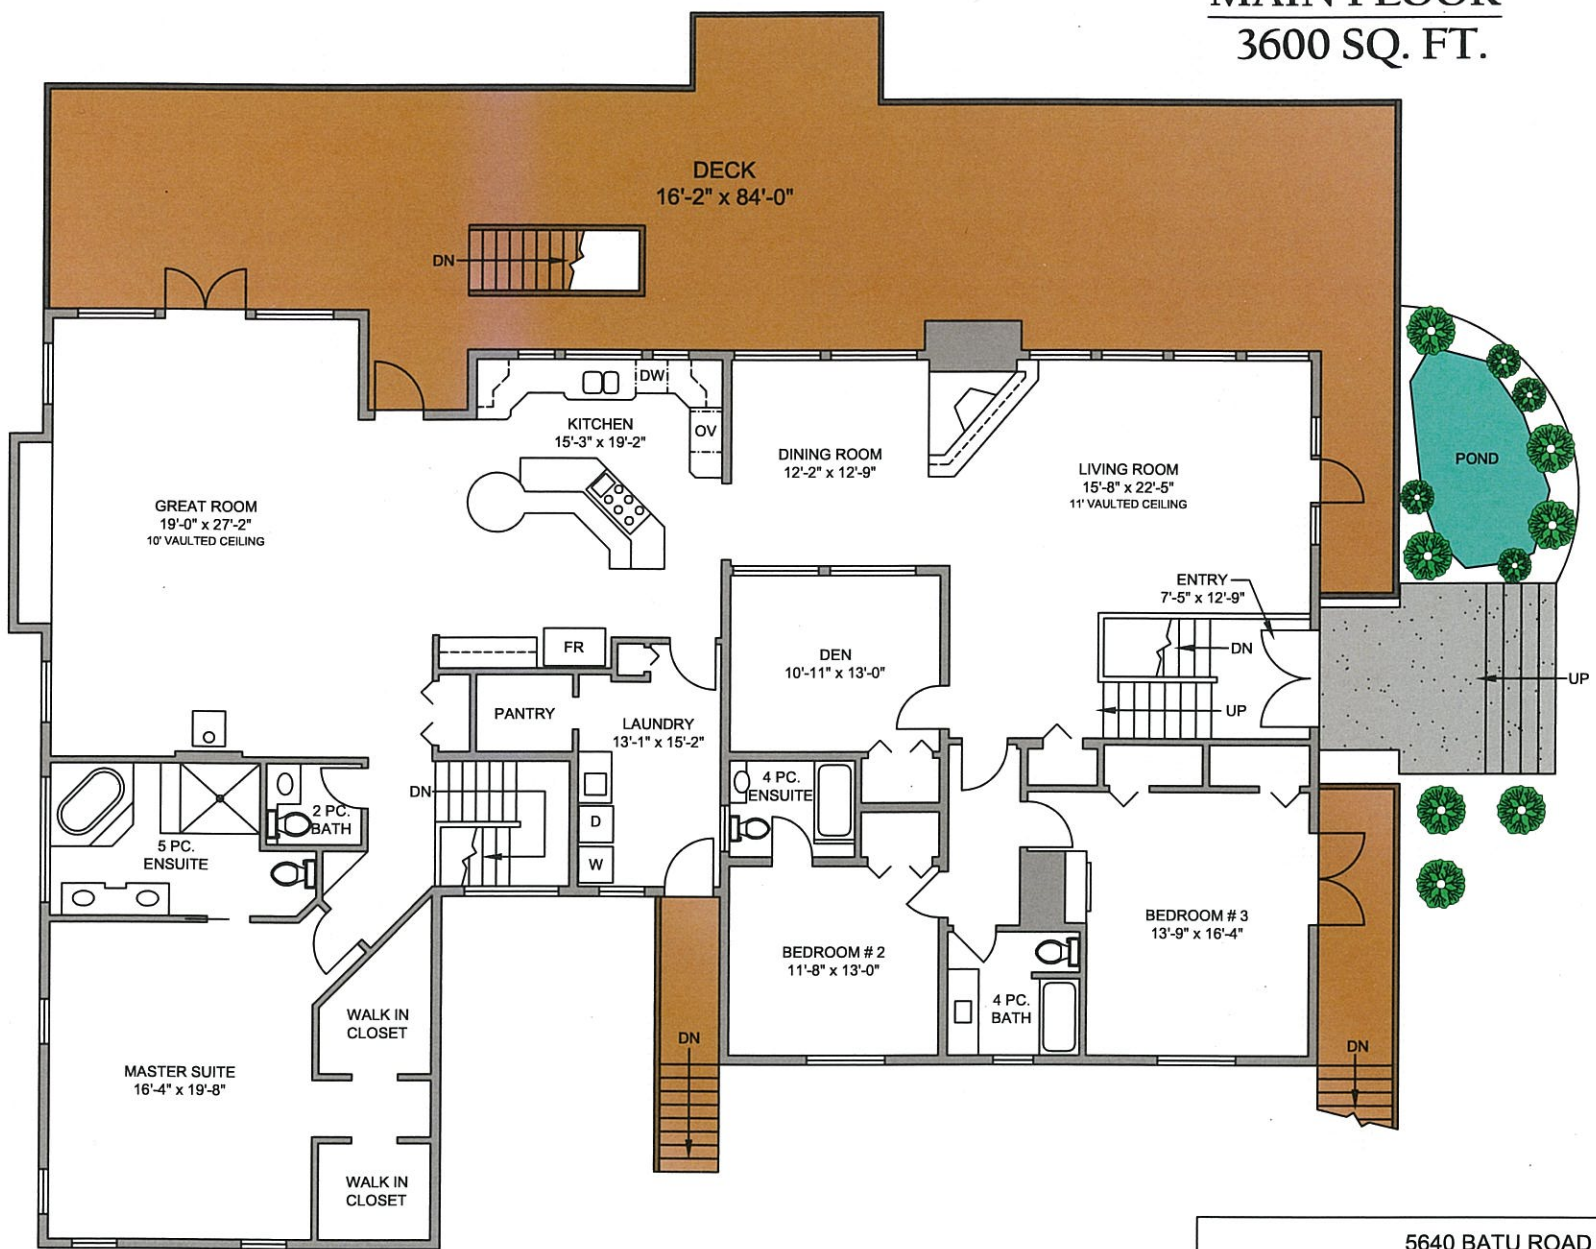 MAIN FLOOR
3600 SQ. FT.
DECK
16'-2" x 84'-0"
DN
DW
KITCHEN
15'-3" x 19'-2"
OV
DINING ROOM
12'-2" x 12'-9"
LIVING ROOM
15'-8" x 22'-5"
11' VAULTED CEILING
POND
GREAT ROOM
19'-0" x 27'-2"
10' VAULTED CEILING
ENTRY
7'-5" x 12'-9"
FR
DEN
10'-11" x 13'-0"
DN
UP
UP
PANTRY
LAUNDRY
13'-1" x 15'-2"
DN
4 PC.
ENSUITE
2 PC.
BATH
D
W
5 PC.
ENSUITE
BEDROOM # 2
11'-8" x 13'-0"
BEDROOM # 3
13'-9" x 16'-4"
4 PC.
BATH
WALK IN
CLOSET
DN
DN
MASTER SUITE
16'-4" x 19'-8"
WALK IN
CLOSET
5640 BATU ROAD